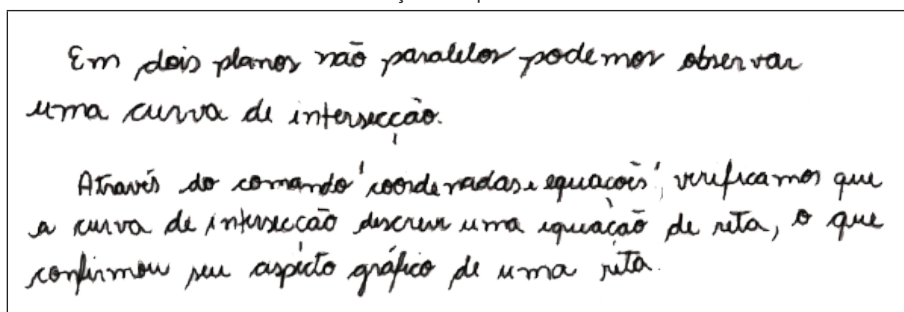 Em dois planos não paralelos podemos observar
uma curva de intersecção.
Através do comando 'coordenadas e equações', verificamos que
a curva de intersecção descreve uma equação de reta, o que
confirmou seu aspecto gráfico de uma reta.